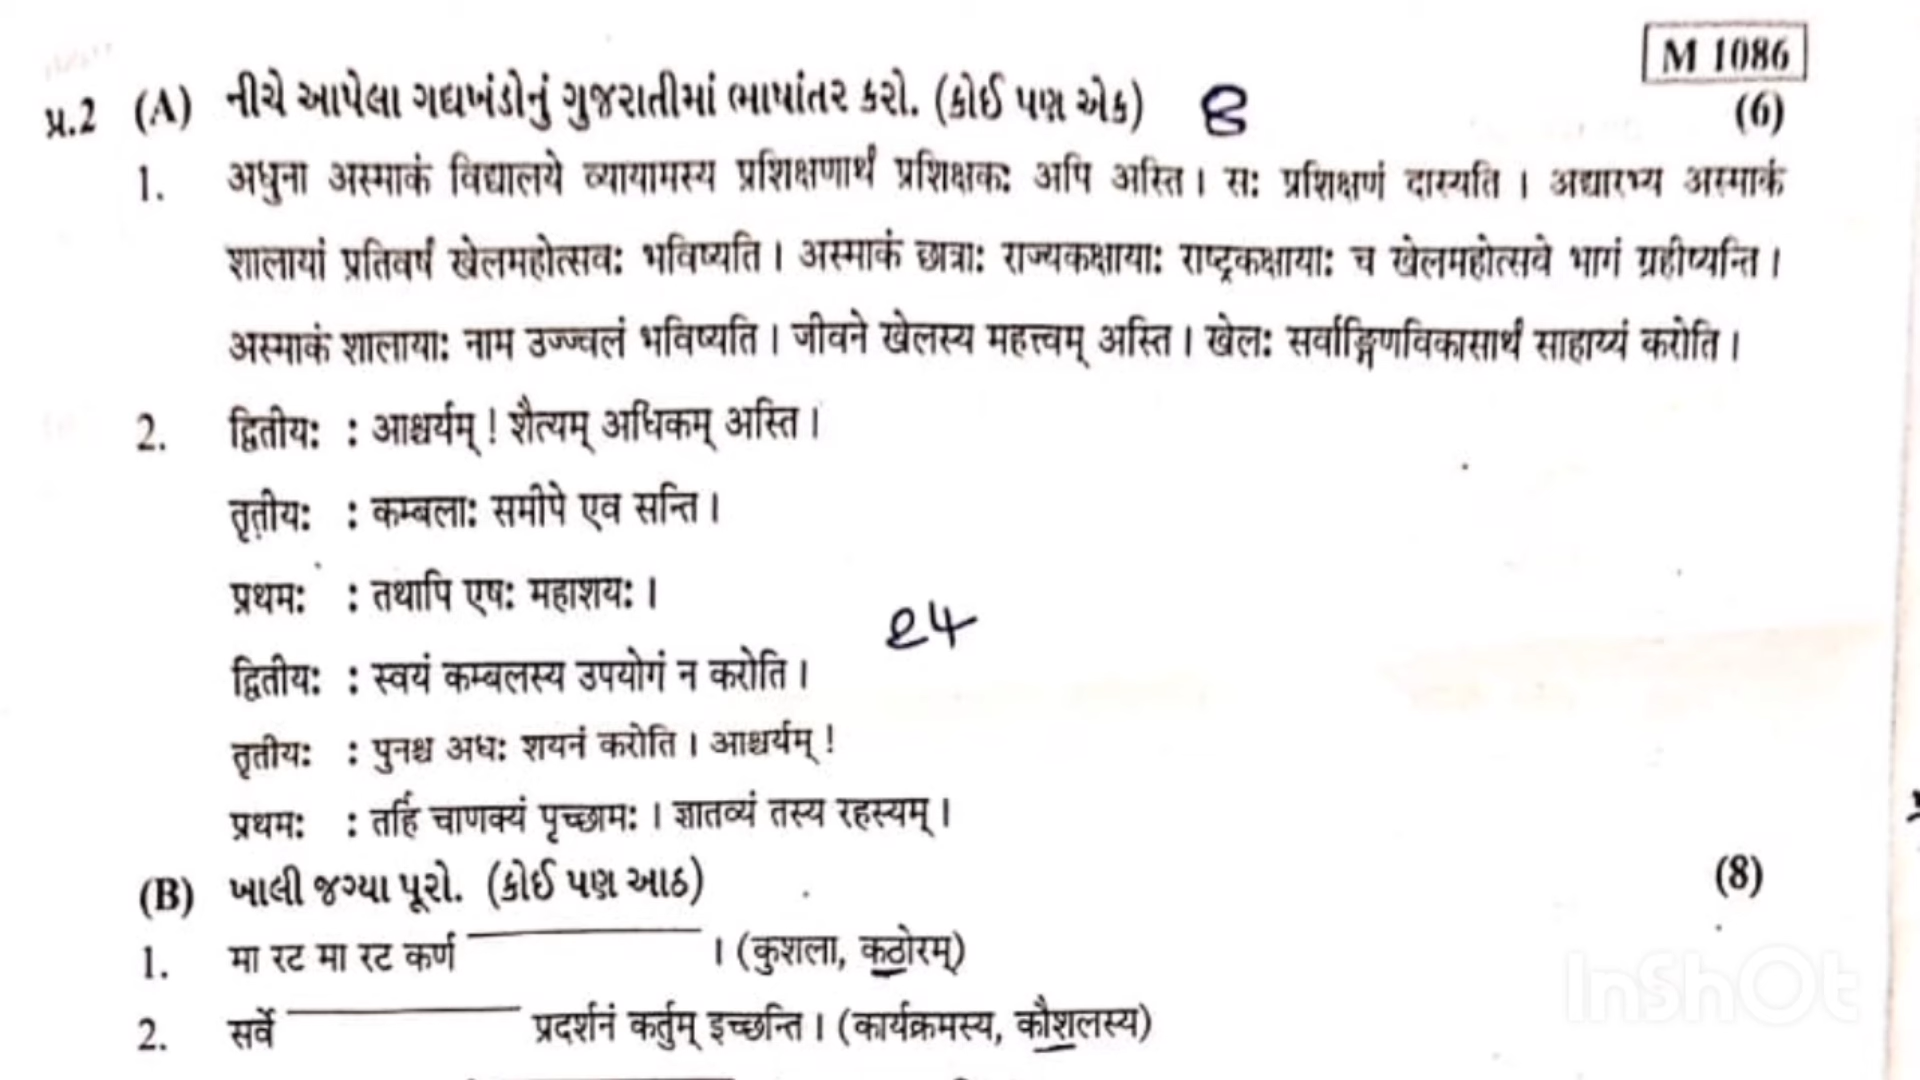 M 1086
પ્ર.2 (A) નીચે આપેલા ગદ્યખંડોનું ગુજરાતીમાં ભાષાંતર કરો. (કોઈ પણ એક) 8 (6)
1. अधुना अस्माकं विद्यालये व्यायामस्य प्रशिक्षणार्थं प्रशिक्षकः अपि अस्ति । सः प्रशिक्षणं दास्यति । अद्यारभ्य अस्माकं
शालायां प्रतिवर्षं खेलमहोत्सवः भविष्यति । अस्माकं छात्राः राज्यकक्षायाः राष्ट्रकक्षायाः च खेलमहोत्सवे भागं ग्रहीष्यन्ति ।
अस्माकं शालायाः नाम उज्ज्वलं भविष्यति । जीवने खेलस्य महत्त्वम् अस्ति । खेलः सर्वाङ्गिणविकासार्थं साहाय्यं करोति ।
2. द्वितीयः : आश्चर्यम् ! शैत्यम् अधिकम् अस्ति ।
तृतीयः : कम्बलाः समीपे एव सन्ति ।
प्रथमः : तथापि एषः महाशयः ।
द्वितीयः : स्वयं कम्बलस्य उपयोगं न करोति ।
तृतीयः : पुनश्च अधः शयनं करोति । आश्चर्यम् !
प्रथमः : तर्हि चाणक्यं पृच्छामः । ज्ञातव्यं तस्य रहस्यम् ।
(B) ખાલી જગ્યા પૂરો. (કોઈ પણ આઠ) (8)
1. मा रट मा रट कर्ण ________ । (कुशला, कठोरम्)
2. सर्वे ________ प्रदर्शनं कर्तुम् इच्छन्ति । (कार्यक्रमस्य, कौशलस्य)
InShOt